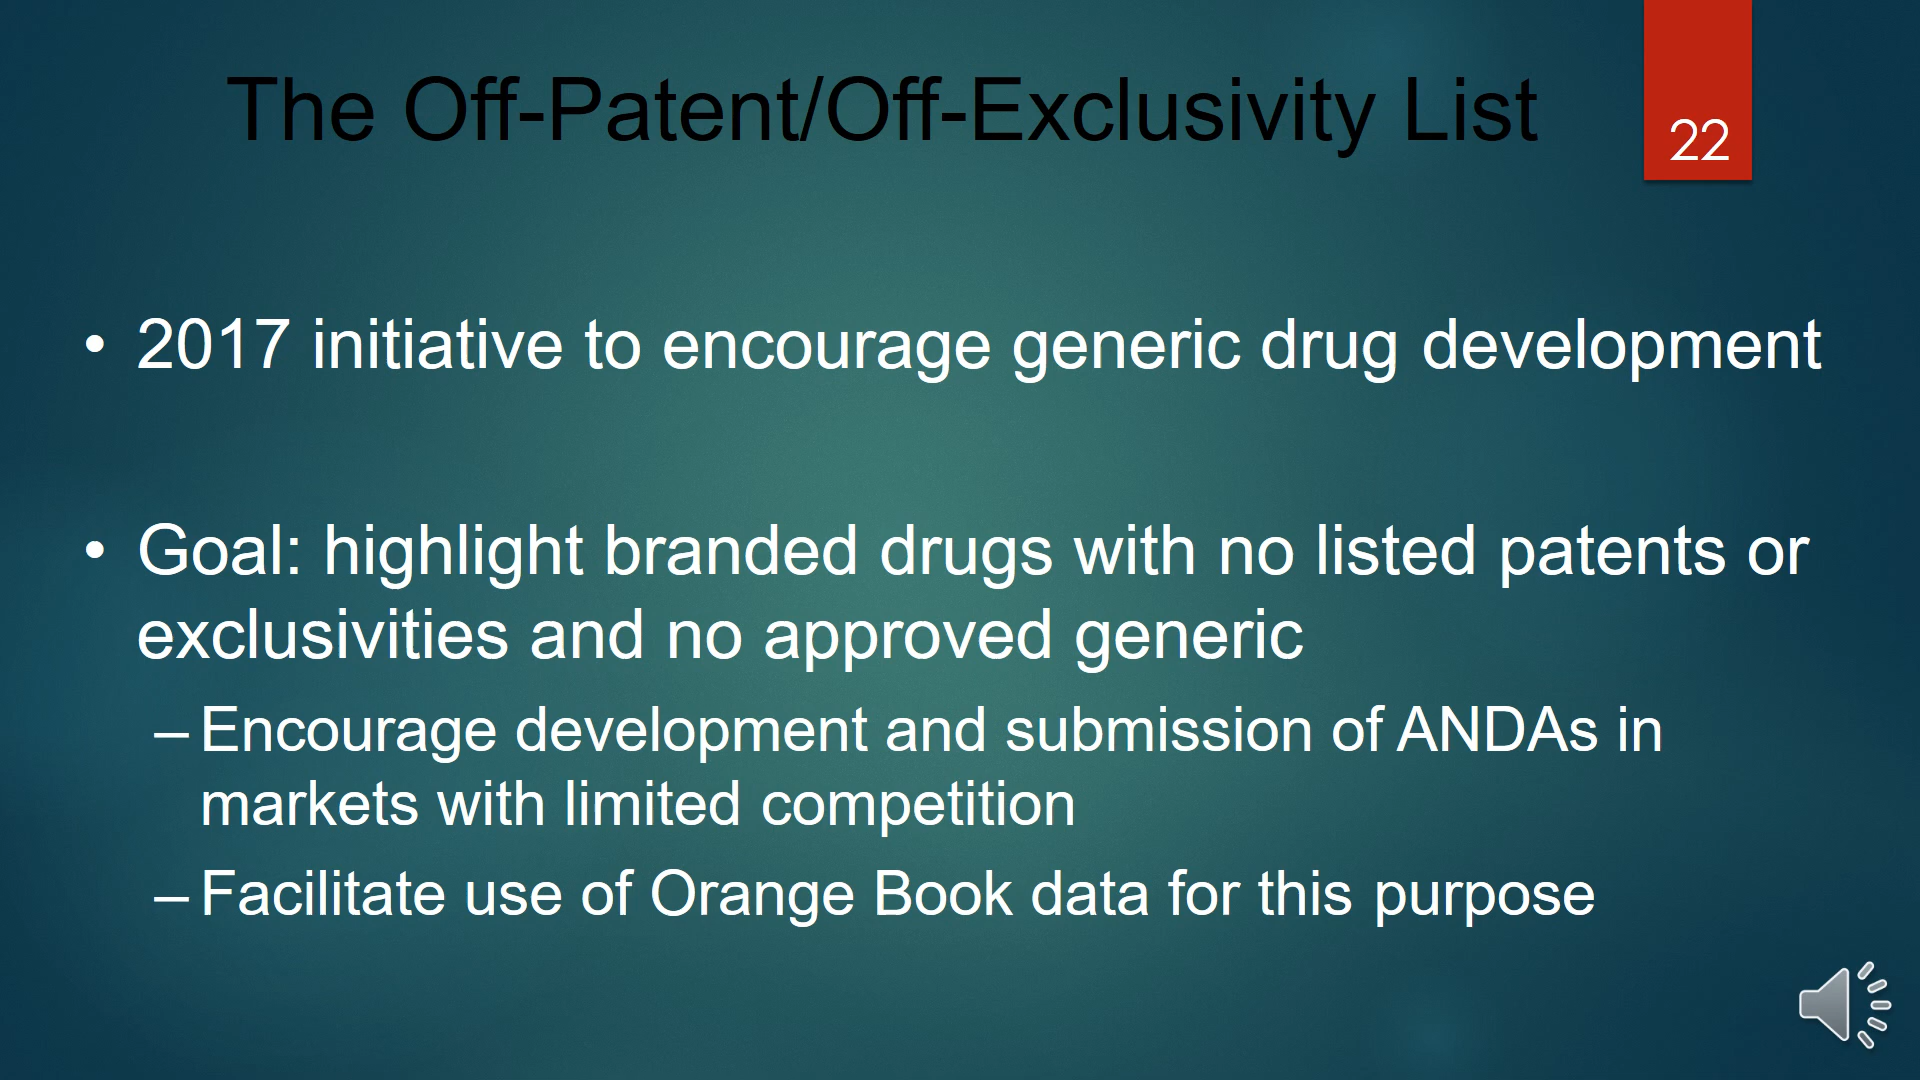 The Off-Patent/Off-Exclusivity List
22
• 2017 initiative to encourage generic drug development
• Goal: highlight branded drugs with no listed patents or
exclusivities and no approved generic
– Encourage development and submission of ANDAs in
markets with limited competition
– Facilitate use of Orange Book data for this purpose